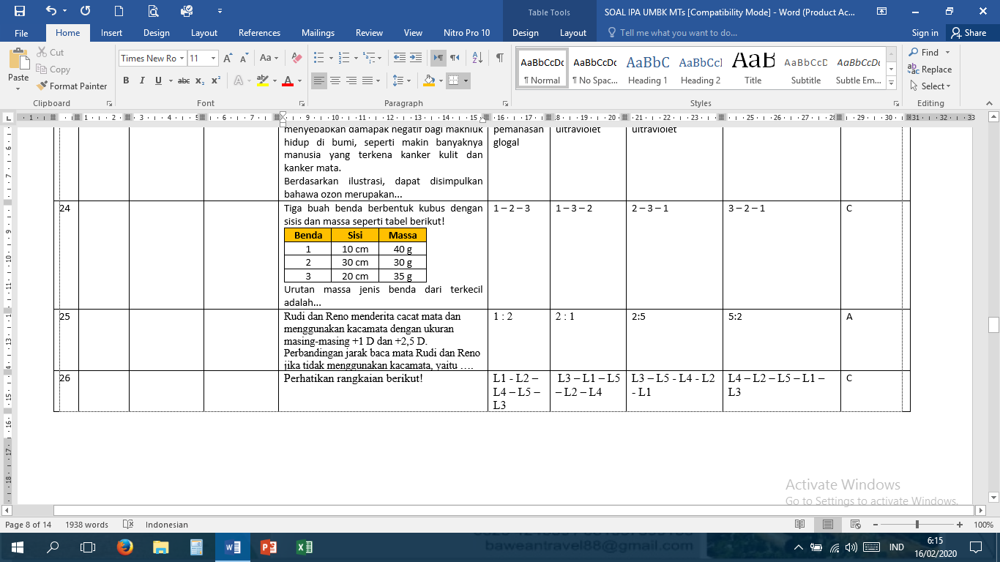 Table Tools
SOAL IPA UMBK MTs [Compatibility Mode] - Word (Product Ac...
File Home Insert Design Layout References Mailings Review View Nitro Pro 10 Design Layout Tell me what you want to do... Sign in Share
Paste
Cut
Copy
Format Painter
Clipboard
Times New Ro 11
Font
Paragraph
AaBbCcDc AaBbCcDc AaBbC AaBbCcI AaB AaBbCcD AaBbCcDc
¶ Normal ¶ No Spac... Heading 1 Heading 2 Title Subtitle Subtle Em...
Styles
Find
Replace
Select
Editing
menyebabkan damapak negatif bagi makhluk
hidup di bumi, seperti makin banyaknya
manusia yang terkena kanker kulit dan
kanker mata.
Berdasarkan ilustrasi, dapat disimpulkan
bahawa ozon merupakan...
pemanasan
glogal
ultraviolet
ultraviolet
24
Tiga buah benda berbentuk kubus dengan
sisis dan massa seperti tabel berikut!
Benda Sisi Massa
1 10 cm 40 g
2 30 cm 30 g
3 20 cm 35 g
Urutan massa jenis benda dari terkecil
adalah...
1 – 2 – 3
1 – 3 – 2
2 – 3 – 1
3 – 2 – 1
C
25
Rudi dan Reno menderita cacat mata dan
menggunakan kacamata dengan ukuran
masing-masing +1 D dan +2,5 D.
Perbandingan jarak baca mata Rudi dan Reno
jika tidak menggunakan kacamata, yaitu ….
1 : 2
2 : 1
2:5
5:2
A
26
Perhatikan rangkaian berikut!
L1 - L2 –
L4 – L5 –
L3
L3 – L1 – L5
– L2 – L4
L3 – L5 - L4 - L2
- L1
L4 – L2 – L5 – L1 –
L3
C
Activate Windows
Go to Settings to activate Windows.
Page 8 of 14 1938 words Indonesian 100%
baweantravel88@gmail.com
IND
6:15
16/02/2020